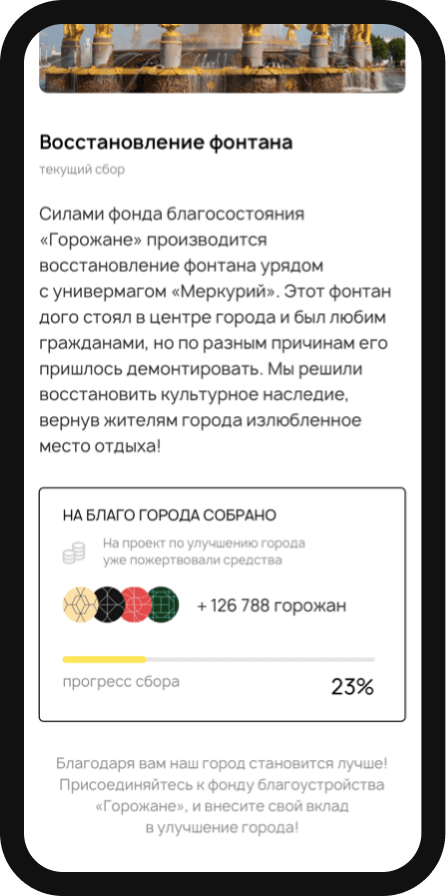 Восстановление фонтана
текущий сбор
Силами фонда благосостояния
«Горожане» производится
восстановление фонтана урядом
с универмагом «Меркурий». Этот фонтан
дого стоял в центре города и был любим
гражданами, но по разным причинам его
пришлось демонтировать. Мы решили
восстановить культурное наследие,
вернув жителям города излюбленное
место отдыха!
НА БЛАГО ГОРОДА СОБРАНО
На проект по улучшению города
уже пожертвовали средства
+ 126 788 горожан
прогресс сбора
23%
Благодаря вам наш город становится лучше!
Присоединяйтесь к фонду благоустройства
«Горожане», и внесите свой вклад
в улучшение города!